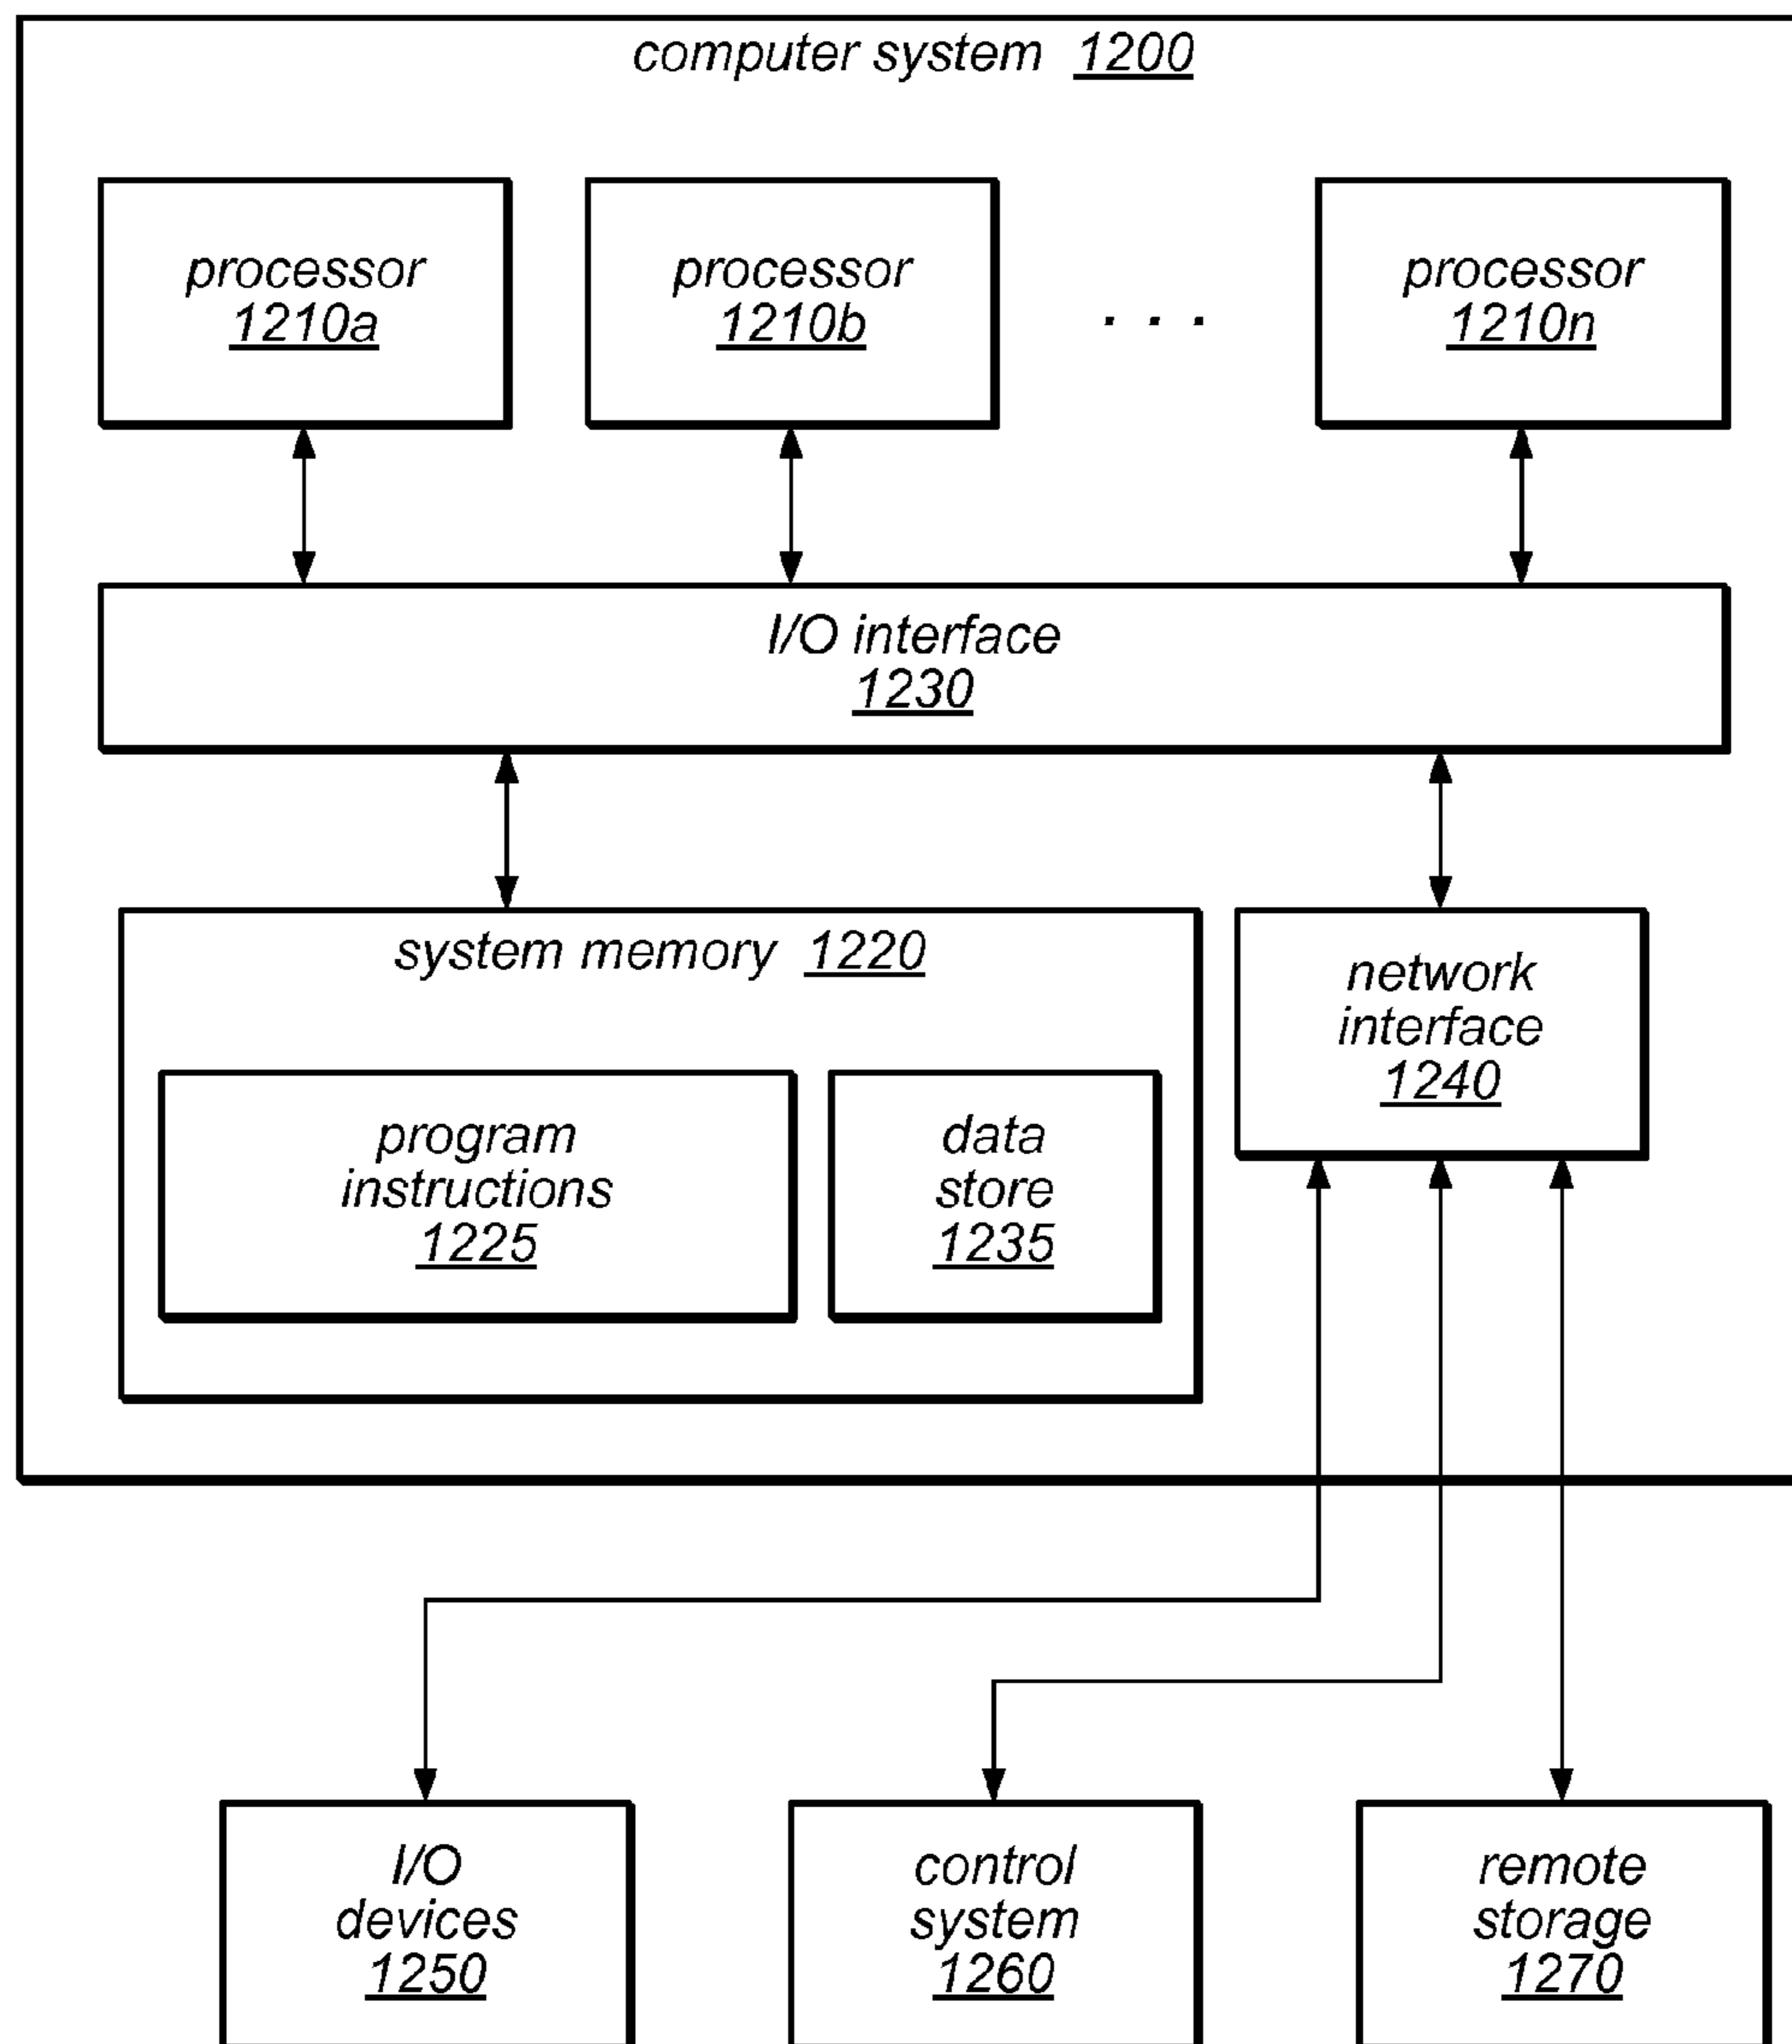 computer system 1200
processor
1210a
processor
1210b
. . .
processor
1210n
I/O interface
1230
system memory 1220
program
instructions
1225
data
store
1235
network
interface
1240
I/O
devices
1250
control
system
1260
remote
storage
1270